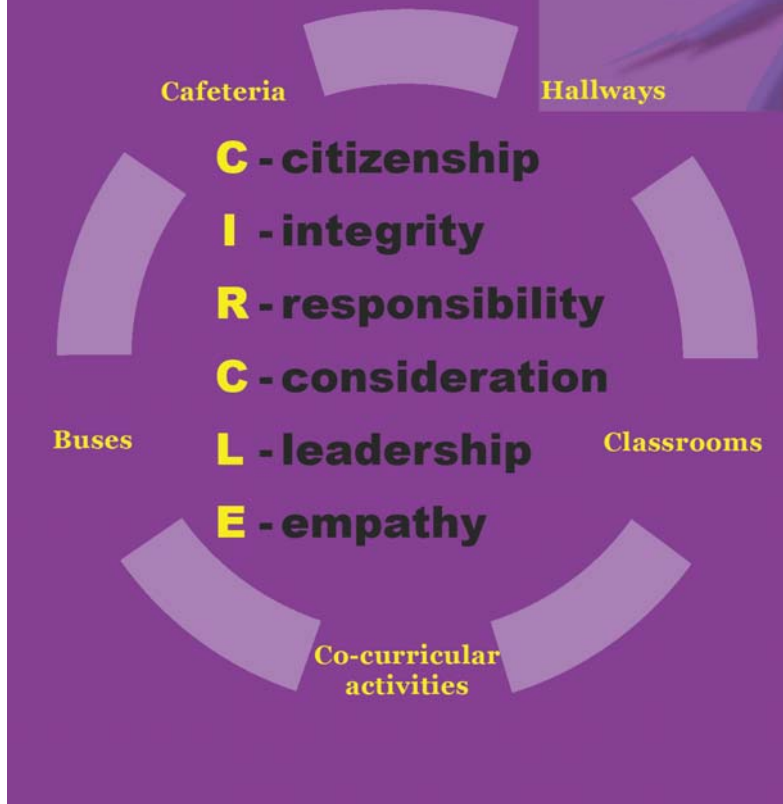 Cafeteria
Hallways
C - citizenship
I - integrity
R - responsibility
C - consideration
L - leadership
E - empathy
Buses
Classrooms
Co-curricular
activities